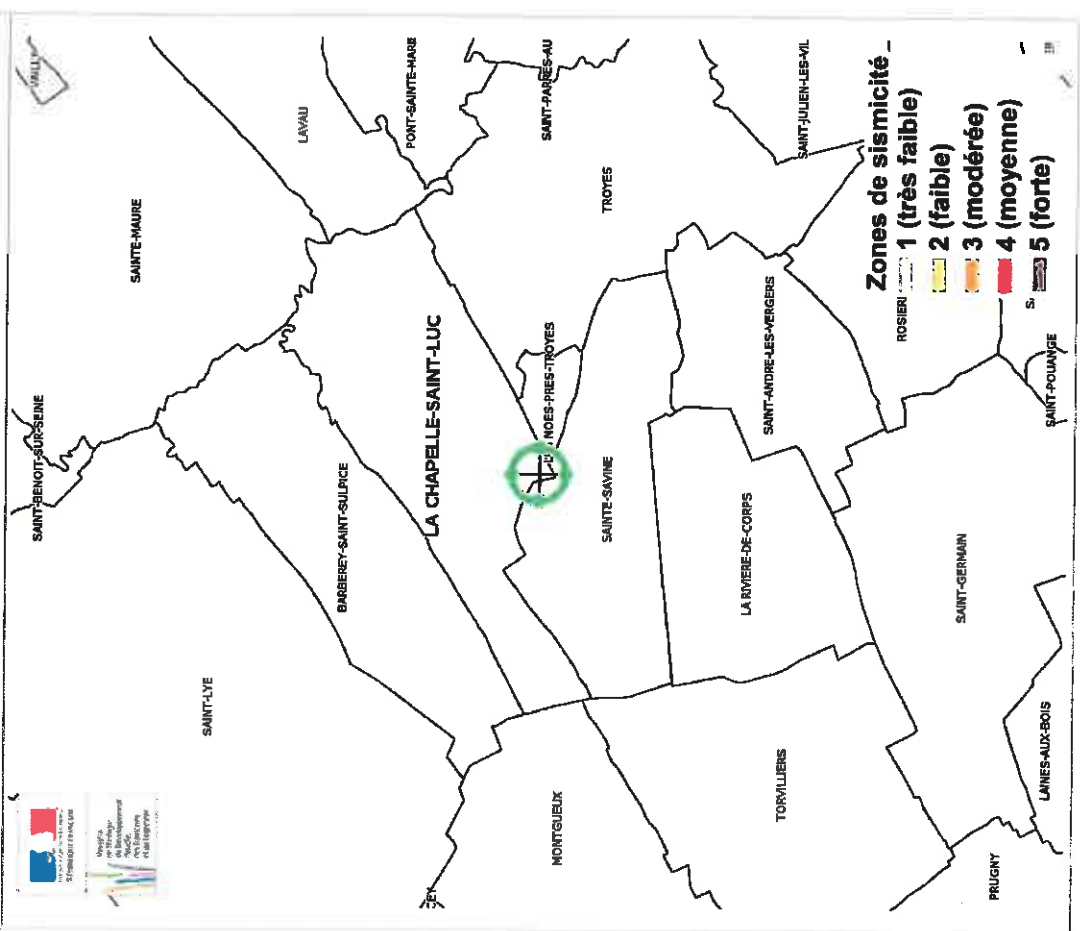 SAINTE-MAURE
LAVAU
PONT-SAINTE-MARE
SAINT-PARRES-AU
SAINT-JULIEN-LES-VIL
TROYES
SAINT-BENOIT-SUR-SEINE
BARBEREY-SAINT-SULPICE
LA CHAPELLE-SAINT-LUC
NOES-PRES-TROYES
SAINT-ANDRE-LES-VERGERS
ROSIER
SAINT-POUANGE
SAINTE-SAVINE
LA RIVIERE-DE-CORPS
SAINT-GERMAIN
SAINT-LYE
MONTGUEUX
TORVILLIERS
LAINES-AUX-BOIS
PRUGNY
Zones de sismicité
1 (très faible)
2 (faible)
3 (modérée)
4 (moyenne)
5 (forte)